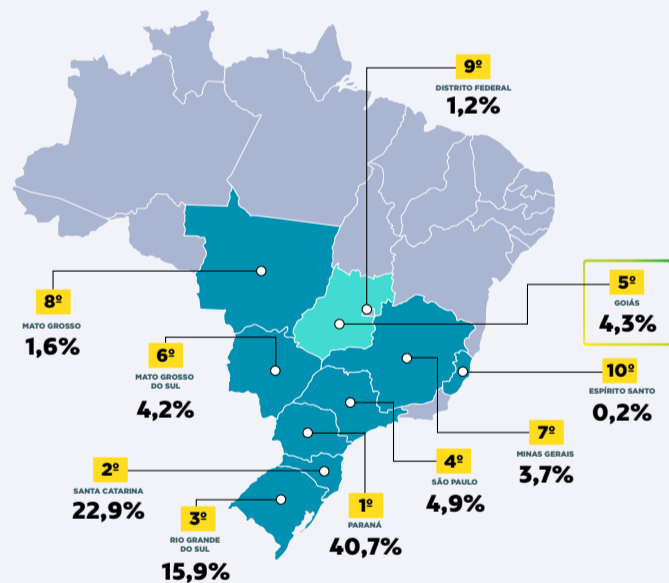 9º
DISTRITO FEDERAL
1,2%
5º
GOIÁS
4,3%
8º
MATO GROSSO
1,6%
6º
MATO GROSSO
DO SUL
4,2%
10º
ESPÍRITO SANTO
0,2%
7º
MINAS GERAIS
3,7%
4º
SÃO PAULO
4,9%
2º
SANTA CATARINA
22,9%
1º
PARANÁ
40,7%
3º
RIO GRANDE
DO SUL
15,9%